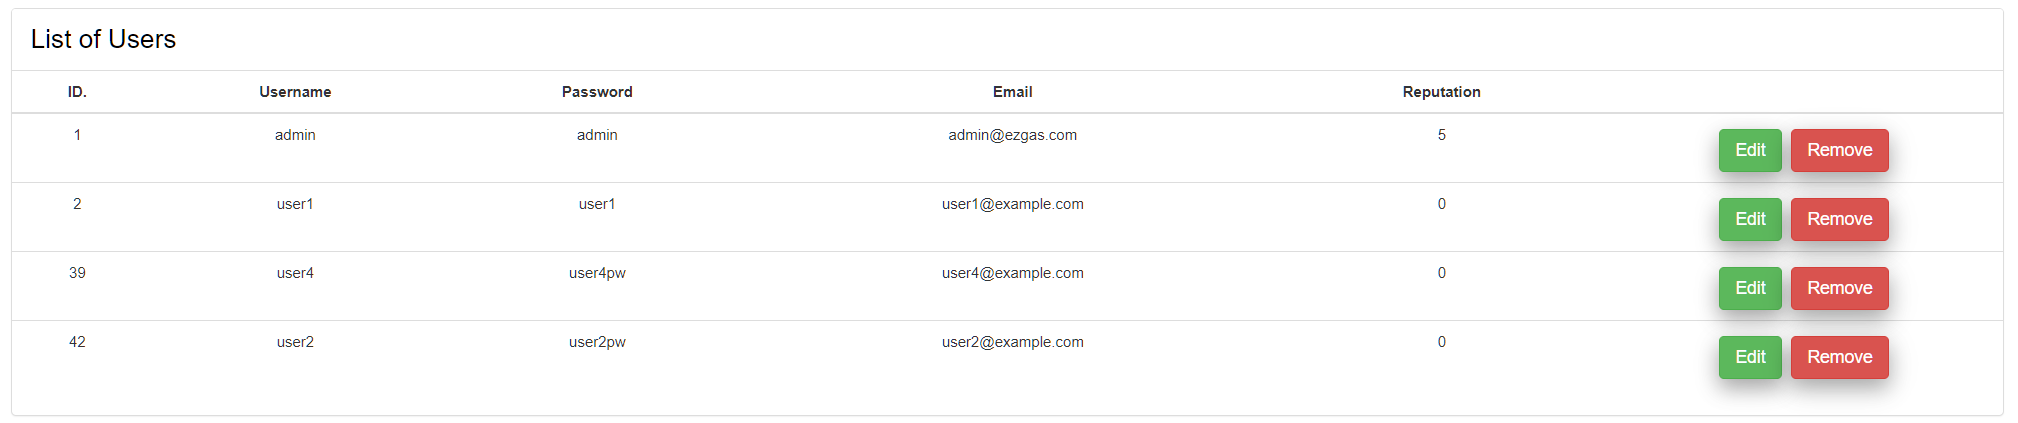 List of Users
ID. Username Password Email Reputation
1 admin admin admin@ezgas.com 5 Edit Remove
2 user1 user1 user1@example.com 0 Edit Remove
39 user4 user4pw user4@example.com 0 Edit Remove
42 user2 user2pw user2@example.com 0 Edit Remove